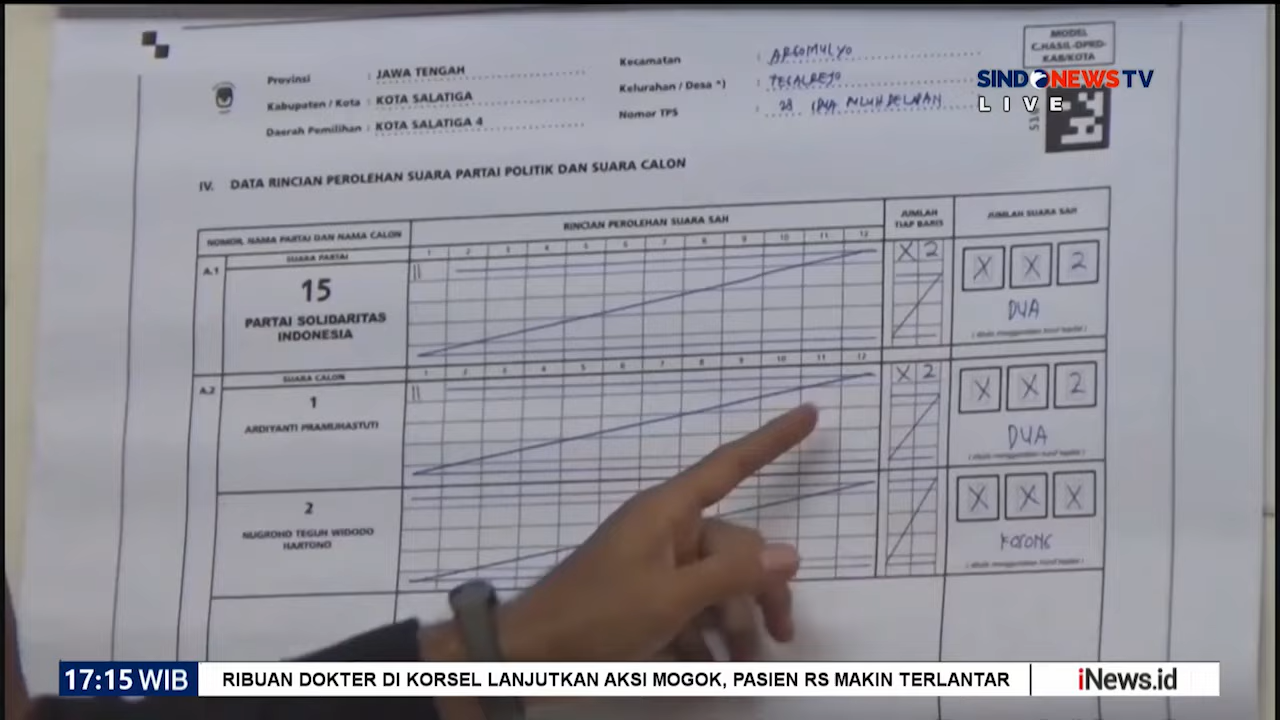 MODEL
C.HASIL-DPRD-
KAB/KOTA
SINDONEWS TV
LIVE
Provinsi : JAWA TENGAH
Kabupaten / Kota : KOTA SALATIGA
Daerah Pemilihan : KOTA SALATIGA 4
Kecamatan : ARGOMULYO
Kelurahan / Desa *) : TEGALREJO
Nomor TPS : 28 (DUA PULUH DELAPAN
IV. DATA RINCIAN PEROLEHAN SUARA PARTAI POLITIK DAN SUARA CALON
NOMOR, NAMA PARTAI DAN NAMA CALON
RINCIAN PEROLEHAN SUARA SAH
JUMLAH
TIAP BARIS
JUMLAH SUARA SAH
A.1 SUARA PARTAI
1 2 3 4 5 6 7 8 9 10 11 12
15
PARTAI SOLIDARITAS
INDONESIA
X 2
X X 2
DUA
A.2 SUARA CALON
1 2 3 4 5 6 7 8 9 10 11 12
1
ARDIYANTI PRAMUHASTUTI
X 2
X X 2
DUA
2
NUGROHO TEGUH WIDODO
HARTONO
X X X
KOSONG
17:15 WIB
RIBUAN DOKTER DI KORSEL LANJUTKAN AKSI MOGOK, PASIEN RS MAKIN TERLANTAR
iNews.id